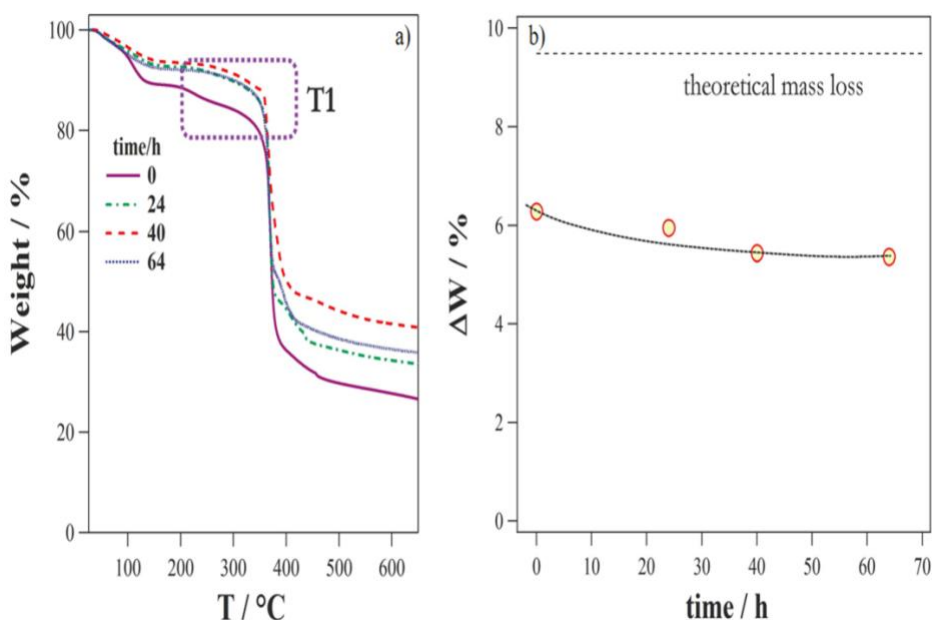 a)
T1
time/h
0
24
40
64
100
80
60
40
20
0
Weight / %
100 200 300 400 500 600
T / °C
b)
theoretical mass loss
10
8
6
4
2
0
ΔW / %
0 10 20 30 40 50 60 70
time / h